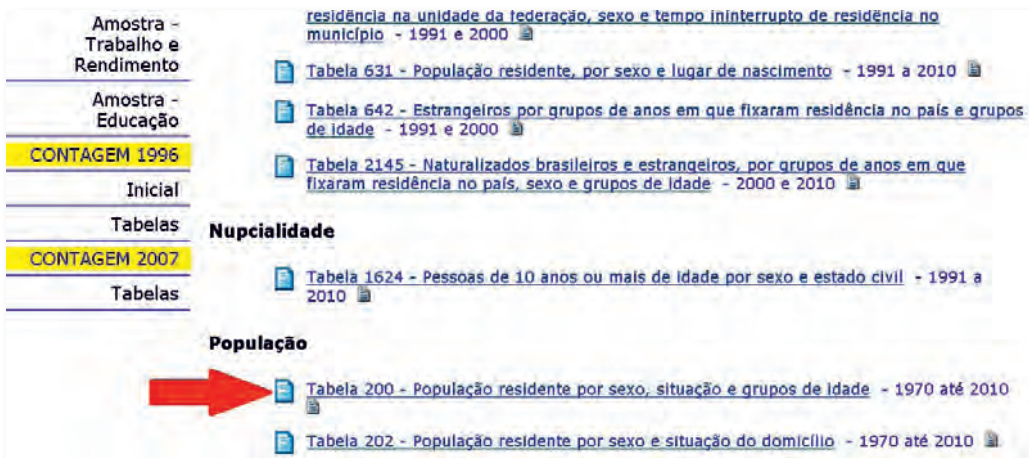 Amostra -
Trabalho e
Rendimento
Amostra -
Educação
CONTAGEM 1996
Inicial
Tabelas
CONTAGEM 2007
Tabelas
residência na unidade da federação, sexo e tempo ininterrupto de residência no
município - 1991 e 2000
Tabela 631 - População residente, por sexo e lugar de nascimento - 1991 a 2010
Tabela 642 - Estrangeiros por grupos de anos em que fixaram residência no país e grupos
de idade - 1991 e 2000
Tabela 2145 - Naturalizados brasileiros e estrangeiros, por grupos de anos em que
fixaram residência no país, sexo e grupos de idade - 2000 e 2010
Nupcialidade
Tabela 1624 - Pessoas de 10 anos ou mais de idade por sexo e estado civil - 1991 a
2010
População
Tabela 200 - População residente por sexo, situação e grupos de idade - 1970 até 2010
Tabela 202 - População residente por sexo e situação do domicílio - 1970 até 2010